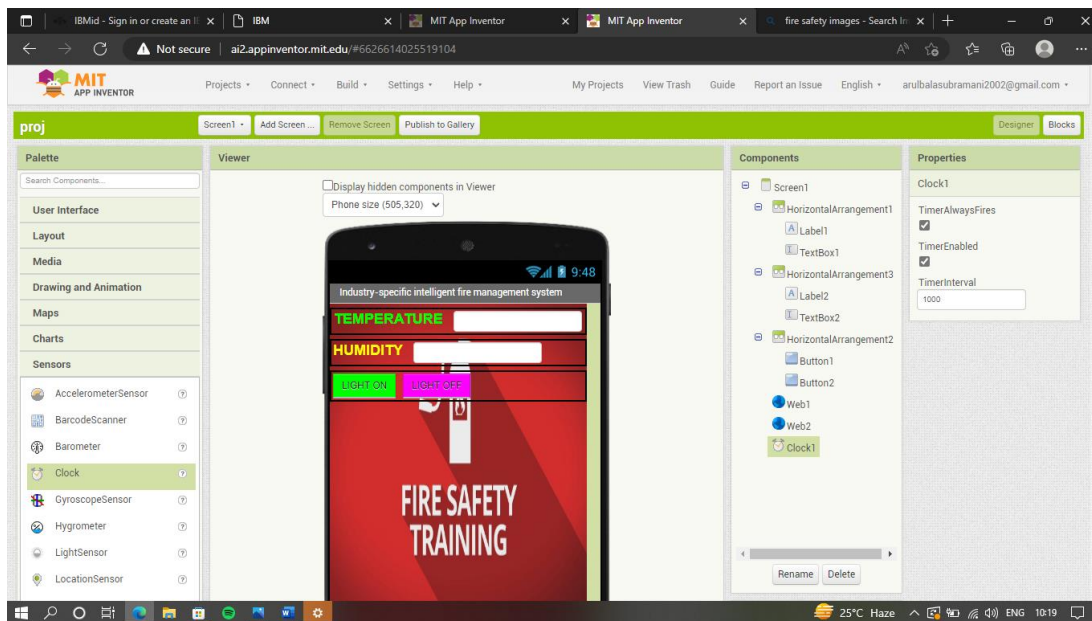 IBMid - Sign in or create an IE
IBM
MIT App Inventor
MIT App Inventor
fire safety images - Search Im
Not secure | ai2.appinventor.mit.edu/#6626614025519104
MIT
APP INVENTOR
Projects Connect Build Settings Help My Projects View Trash Guide Report an Issue English arulbalasubramani2002@gmail.com
proj Screen1 Add Screen ... Remove Screen Publish to Gallery Designer Blocks
Palette
Search Components...
User Interface
Layout
Media
Drawing and Animation
Maps
Charts
Sensors
AccelerometerSensor
BarcodeScanner
Barometer
Clock
GyroscopeSensor
Hygrometer
LightSensor
LocationSensor
Viewer
Display hidden components in Viewer
Phone size (505,320)
9:48
Industry-specific intelligent fire management system
TEMPERATURE
HUMIDITY
LIGHT ON LIGHT OFF
FIRE SAFETY
TRAINING
Components
Screen1
HorizontalArrangement1
Label1
TextBox1
HorizontalArrangement3
Label2
TextBox2
HorizontalArrangement2
Button1
Button2
Web1
Web2
Clock1
Rename Delete
Properties
Clock1
TimerAlwaysFires
TimerEnabled
TimerInterval
1000
25°C Haze ENG 10:19